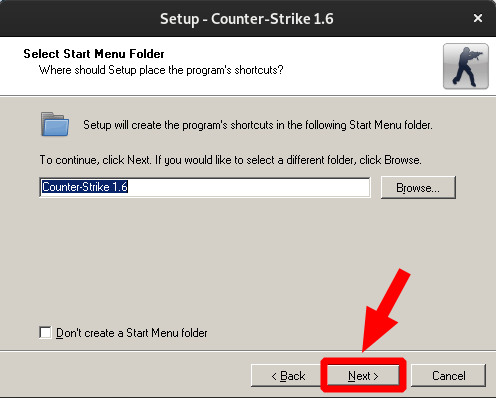 Setup - Counter-Strike 1.6
Select Start Menu Folder
Where should Setup place the program's shortcuts?
Setup will create the program's shortcuts in the following Start Menu folder.
To continue, click Next. If you would like to select a different folder, click Browse.
Counter-Strike 1.6
Browse...
Don't create a Start Menu folder
< Back
Next >
Cancel